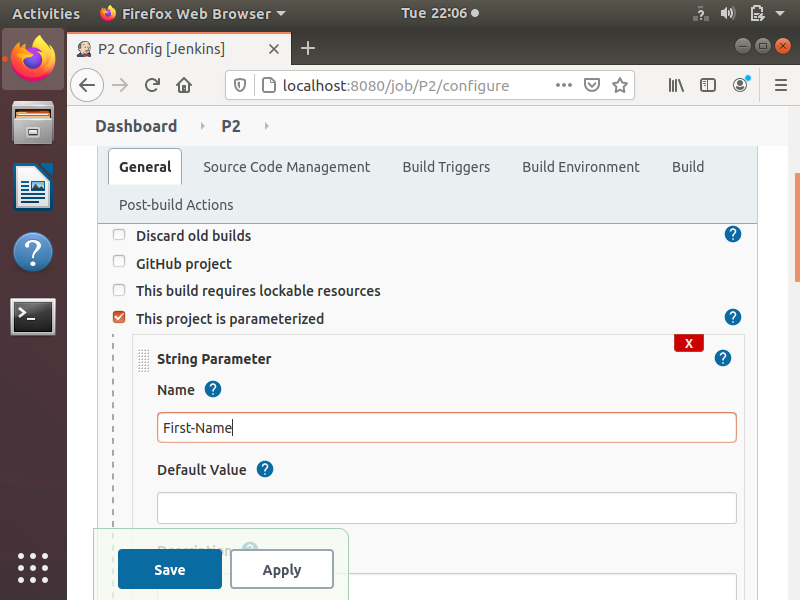 Activities Firefox Web Browser Tue 22:06
P2 Config [Jenkins]
localhost:8080/job/P2/configure
Dashboard P2
General Source Code Management Build Triggers Build Environment Build
Post-build Actions
Discard old builds
GitHub project
This build requires lockable resources
This project is parameterized
X
String Parameter
Name
First-Name
Default Value
Description
Save Apply